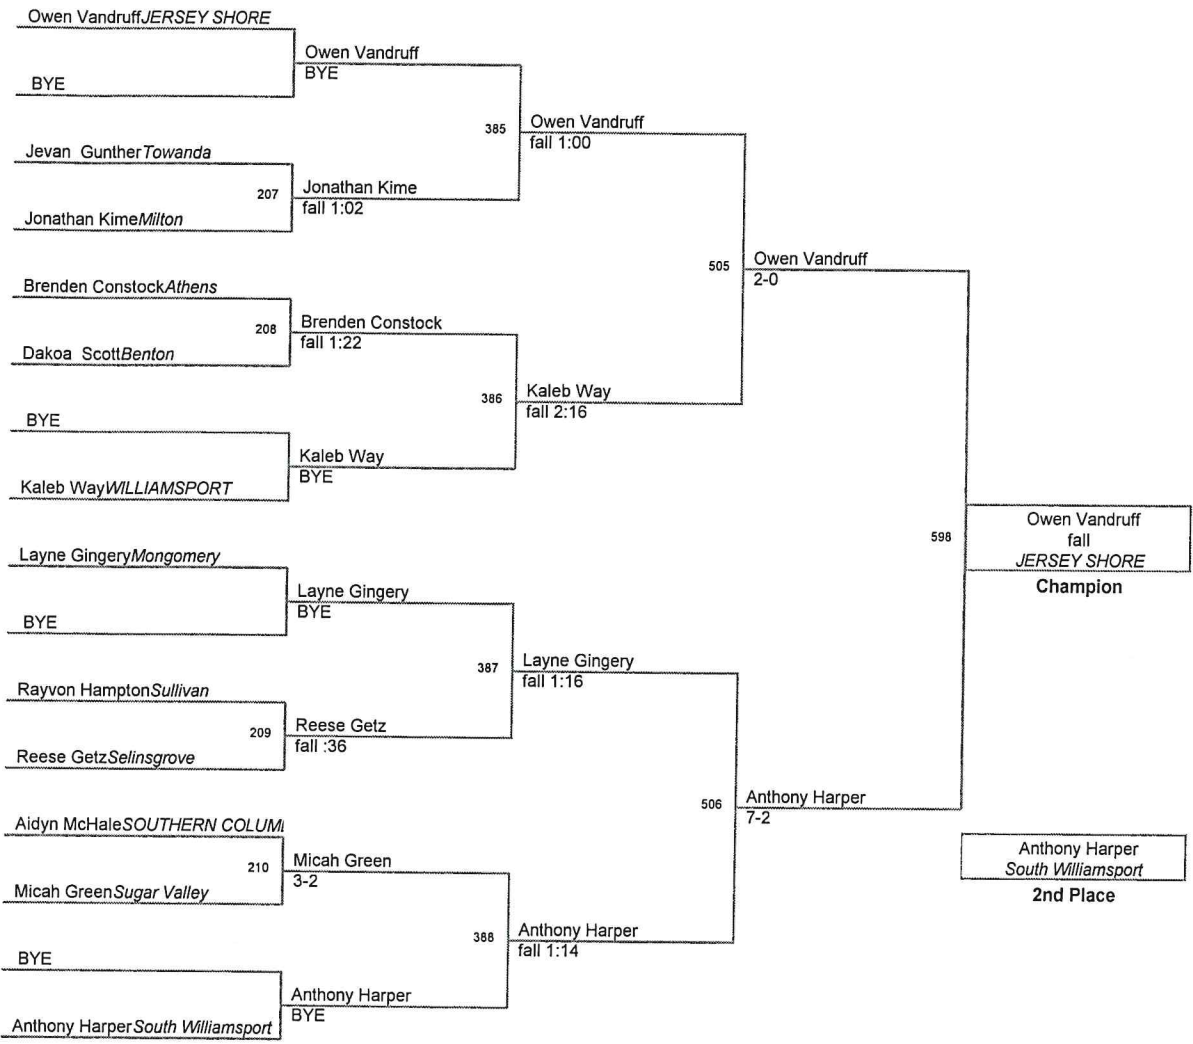 Owen VandruffJERSEY SHORE
BYE
Jevan GuntherTowanda
Jonathan KimeMilton
Brenden ConstockAthens
Dakoa ScottBenton
BYE
Kaleb WayWILLIAMSPORT
Layne GingeryMongomery
BYE
Rayvon HamptonSullivan
Reese GetzSelinsgrove
Aidyn McHaleSOUTHERN COLUM
Micah GreenSugar Valley
BYE
Anthony HarperSouth Williamsport
Owen Vandruff
BYE
207
Jonathan Kime
fall 1:02
208
Brenden Constock
fall 1:22
Kaleb Way
BYE
Layne Gingery
BYE
209
Reese Getz
fall :36
210
Micah Green
3-2
Anthony Harper
BYE
385
Owen Vandruff
fall 1:00
386
Kaleb Way
fall 2:16
387
Layne Gingery
fall 1:16
388
Anthony Harper
fall 1:14
505
Owen Vandruff
2-0
506
Anthony Harper
7-2
598
Owen Vandruff
fall
JERSEY SHORE
Champion
Anthony Harper
South Williamsport
2nd Place